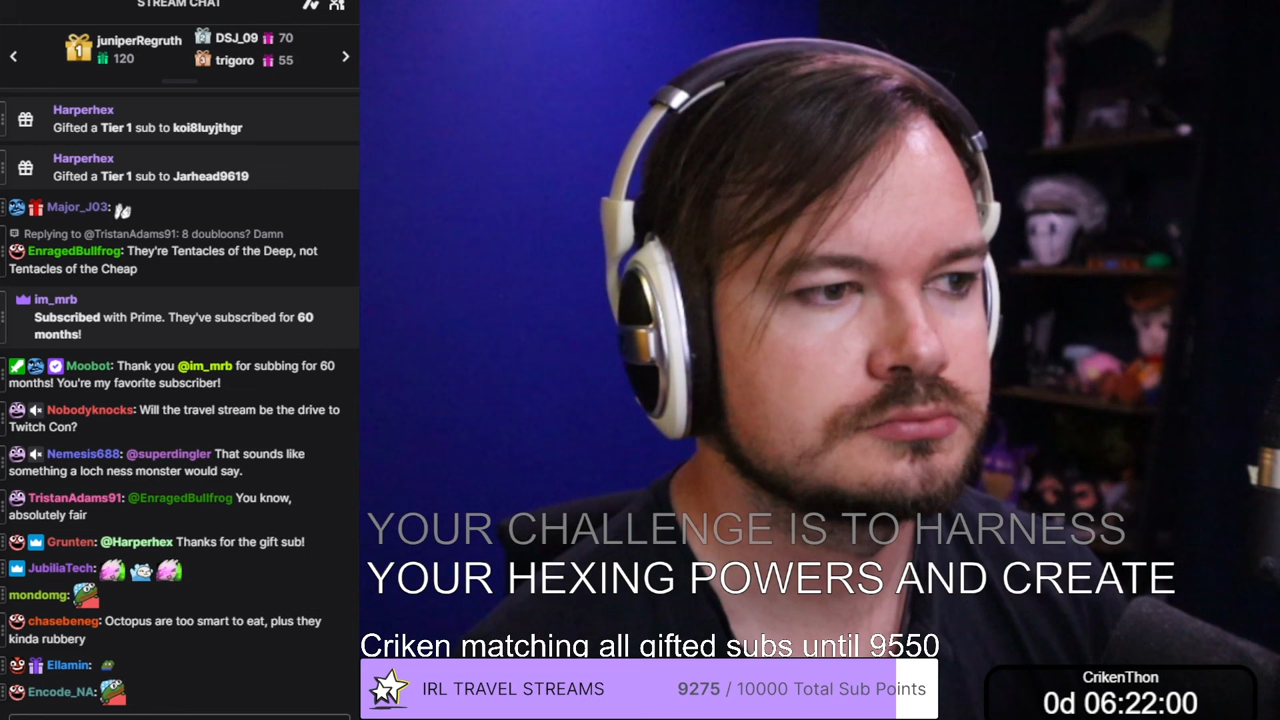 STREAM CHAT
juniperRegruth
120
DSJ_09 70
trigoro 55
Harperhex
Gifted a Tier 1 sub to koi8luyjthgr
Harperhex
Gifted a Tier 1 sub to Jarhead9619
Major_J03:
Replying to @TristanAdams91: 8 doubloons? Damn
EnragedBullfrog: They're Tentacles of the Deep, not
Tentacles of the Cheap
im_mrb
Subscribed with Prime. They've subscribed for 60
months!
Moobot: Thank you @im_mrb for subbing for 60
months! You're my favorite subscriber!
Nobodyknocks: Will the travel stream be the drive to
Twitch Con?
Nemesis688: @superdingler That sounds like
something a loch ness monster would say.
TristanAdams91: @EnragedBullfrog You know,
absolutely fair
Grunten: @Harperhex Thanks for the gift sub!
JubiliaTech:
mondomg:
chasebeneg: Octopus are too smart to eat, plus they
kinda rubbery
Ellamin:
Encode_NA:
YOUR CHALLENGE IS TO HARNESS
YOUR HEXING POWERS AND CREATE
Criken matching all gifted subs until 9550
IRL TRAVEL STREAMS 9275 / 10000 Total Sub Points
CrikenThon
0d 06:22:00